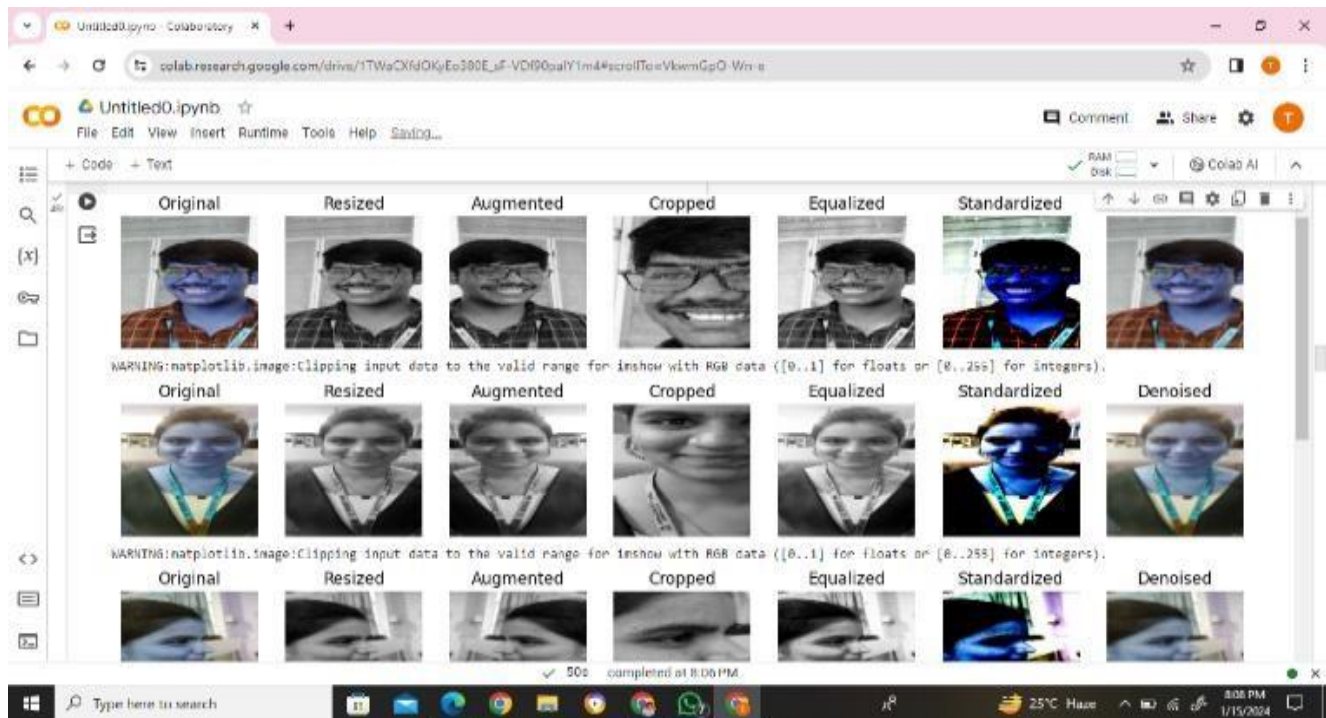 Untitled0.ipynb - Colaboratory
Untitled0.ipynb
Comment Share T
File Edit View Insert Runtime Tools Help Saving...
+ Code + Text
RAM
Disk
Colab AI
Original Resized Augmented Cropped Equalized Standardized
WARNING:matplotlib.image:Clipping input data to the valid range for imshow with RGB data ([0..1] for floats or [0..255] for integers).
Original Resized Augmented Cropped Equalized Standardized Denoised
WARNING:matplotlib.image:Clipping input data to the valid range for imshow with RGB data ([0..1] for floats or [0..255] for integers).
Original Resized Augmented Cropped Equalized Standardized Denoised
50s completed at 8:06 PM
Type here to search
25°C Haze
8:08 PM
1/15/2024